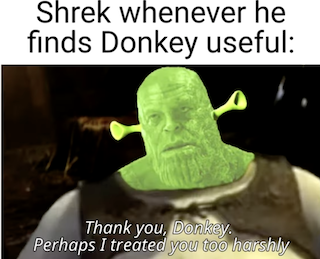 Shrek whenever he
finds Donkey useful:
Thank you, Donkey.
Perhaps I treated you too harshly